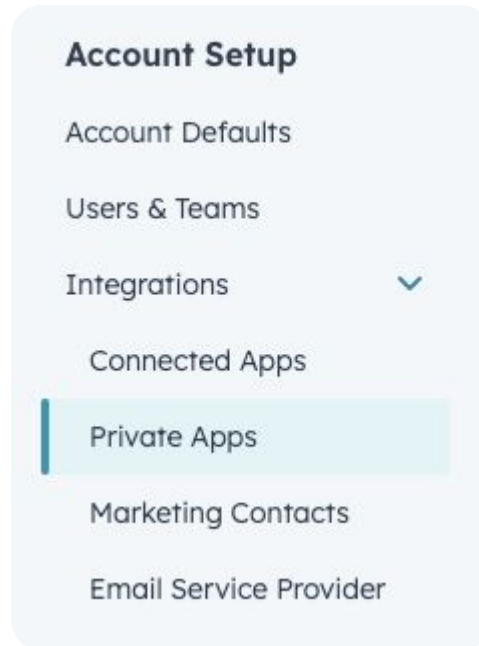 Account Setup
Account Defaults
Users & Teams
Integrations
Connected Apps
Private Apps
Marketing Contacts
Email Service Provider